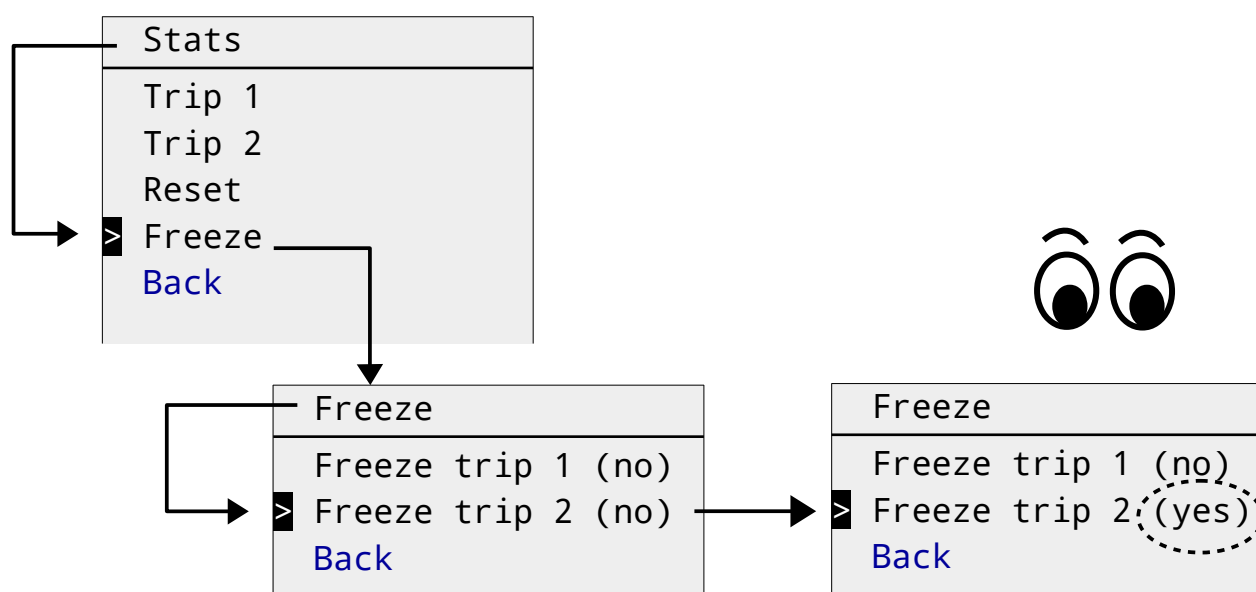 Stats
Trip 1
Trip 2
Reset
> Freeze
Back
Freeze
Freeze trip 1 (no)
> Freeze trip 2 (no)
Back
Freeze
Freeze trip 1 (no)
> Freeze trip 2 (yes)
Back